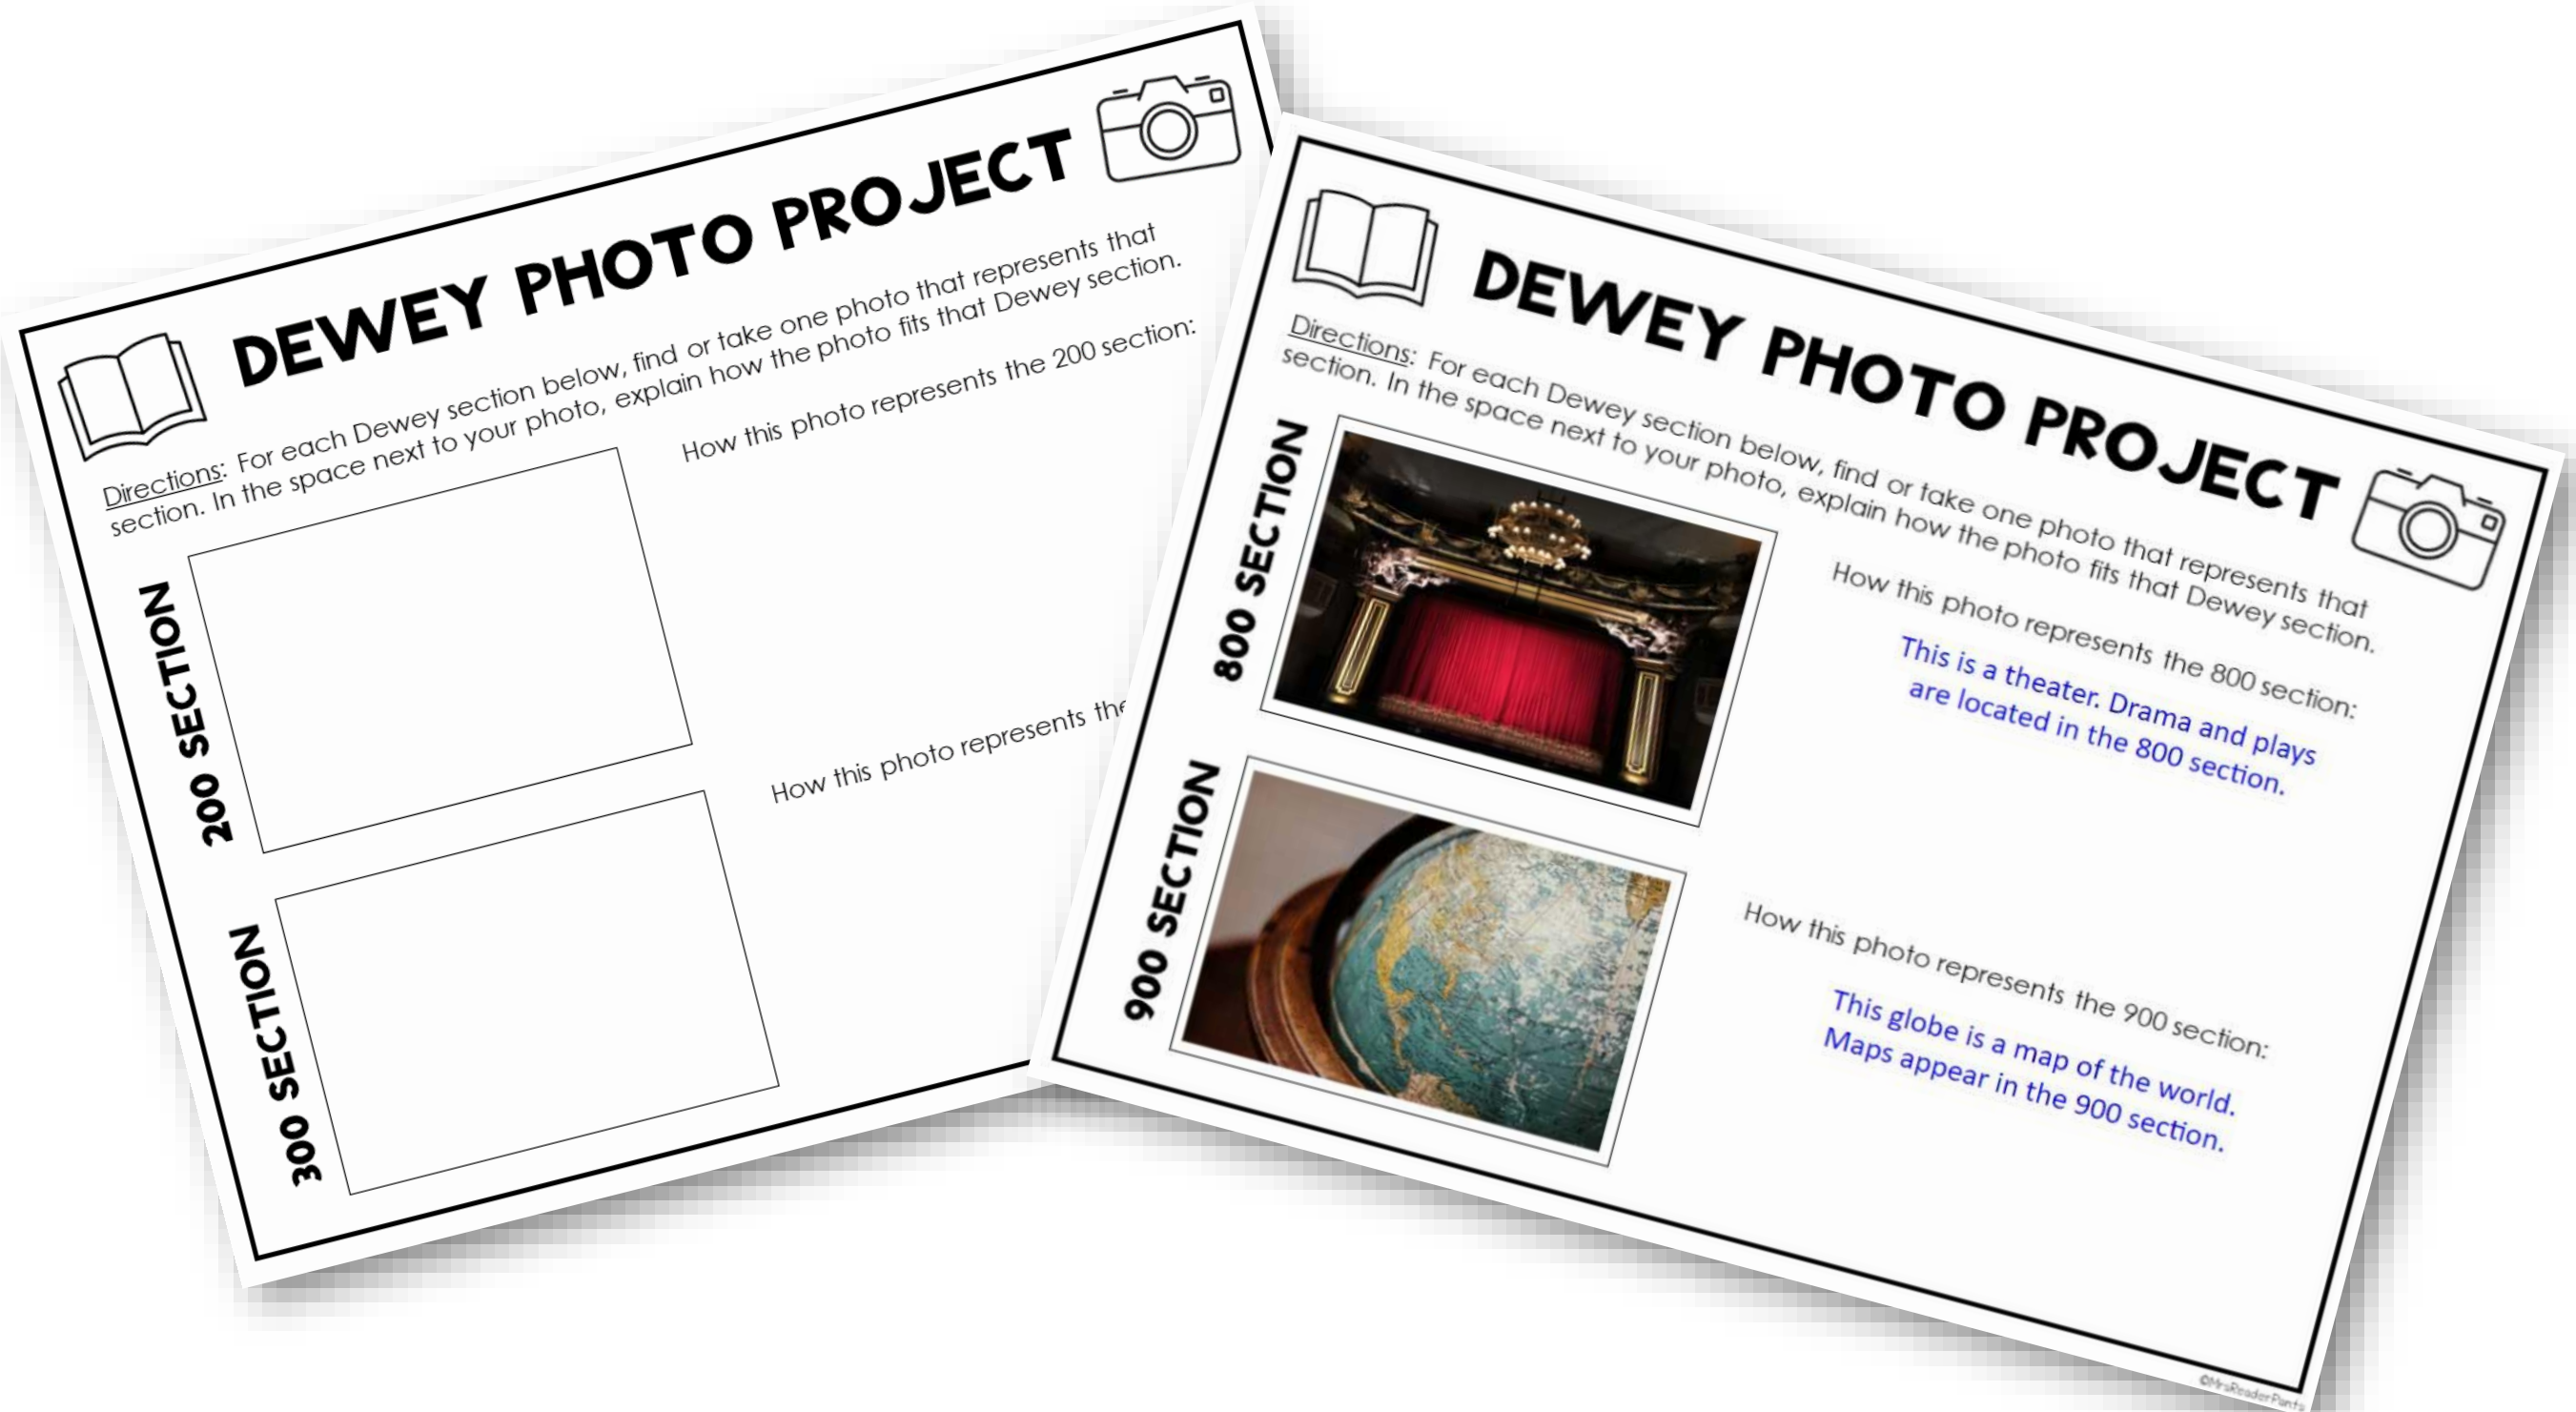 DEWEY PHOTO PROJECT
Directions: For each Dewey section below, find or take one photo that represents that
section. In the space next to your photo, explain how the photo fits that Dewey section.
200 SECTION
How this photo represents the 200 section:
300 SECTION
How this photo represents the
DEWEY PHOTO PROJECT
Directions: For each Dewey section below, find or take one photo that represents that
section. In the space next to your photo, explain how the photo fits that Dewey section.
800 SECTION
How this photo represents the 800 section:
This is a theater. Drama and plays
are located in the 800 section.
900 SECTION
How this photo represents the 900 section:
This globe is a map of the world.
Maps appear in the 900 section.
©MrsReaderPants